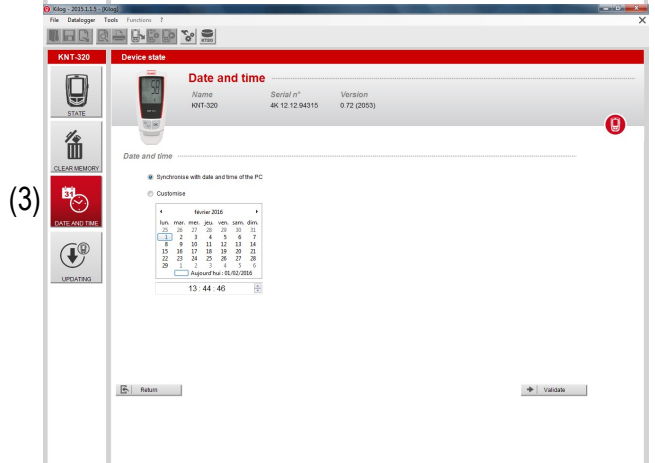 Kilog - 2015.1.1.5 - [Kilog]
File Datalogger Tools Functions ?
KNT-320
Device state
Date and time
Name Serial n° Version
KNT-320 4K 12.12.94315 0.72 (2053)
STATE
CLEAR MEMORY
(3)
31
DATE AND TIME
UPDATING
Date and time
Synchronise with date and time of the PC
Customise
février 2016
lun. mar. mer. jeu. ven. sam. dim.
25 26 27 28 29 30 31
1 2 3 4 5 6 7
8 9 10 11 12 13 14
15 16 17 18 19 20 21
22 23 24 25 26 27 28
29 1 2 3 4 5 6
Aujourd'hui : 01/02/2016
13 : 44 : 46
Return
Validate